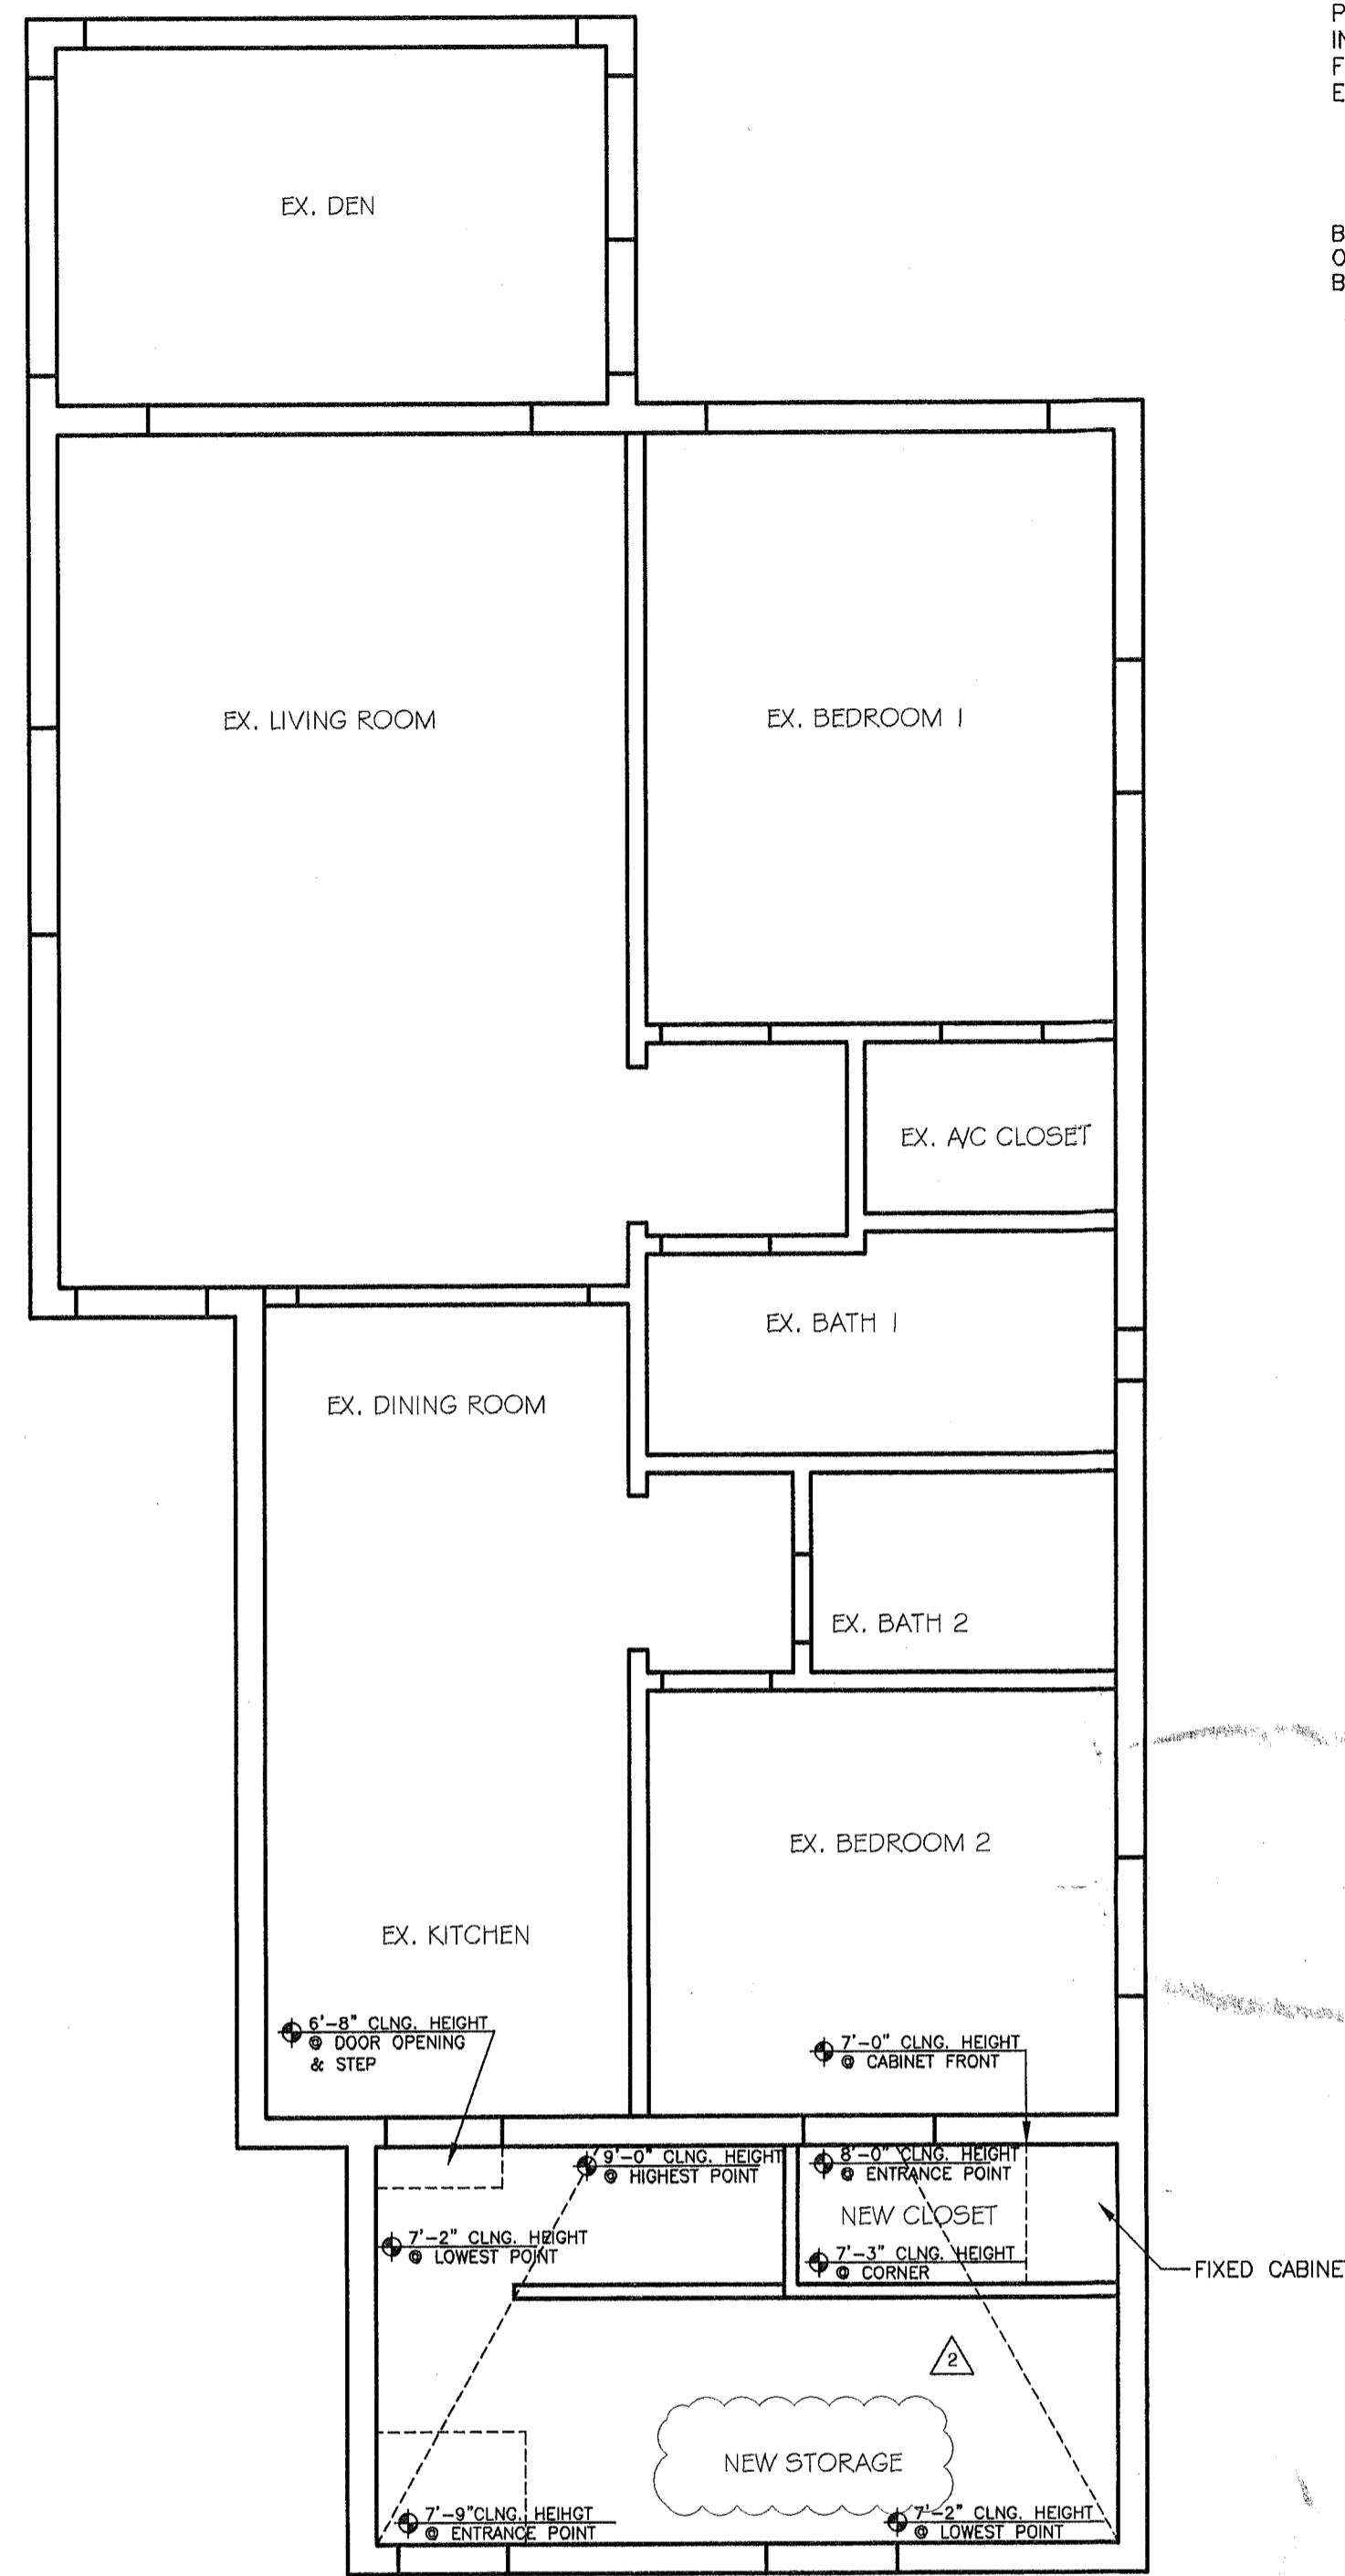 P
IN
F
E
EX. DEN
B
O
B
EX. LIVING ROOM
EX. BEDROOM 1
EX. A/C CLOSET
EX. BATH 1
EX. DINING ROOM
EX. BATH 2
EX. BEDROOM 2
EX. KITCHEN
6'-8" CLNG. HEIGHT
@ DOOR OPENING
& STEP
7'-0" CLNG. HEIGHT
@ CABINET FRONT
9'-0" CLNG. HEIGHT
@ HIGHEST POINT
8'-0" CLNG. HEIGHT
@ ENTRANCE POINT
NEW CLOSET
7'-2" CLNG. HEIGHT
@ LOWEST POINT
7'-3" CLNG. HEIGHT
@ CORNER
FIXED CABINE
2
NEW STORAGE
7'-9"CLNG. HEIHGT
@ ENTRANCE POINT
7'-2" CLNG. HEIGHT
@ LOWEST POINT